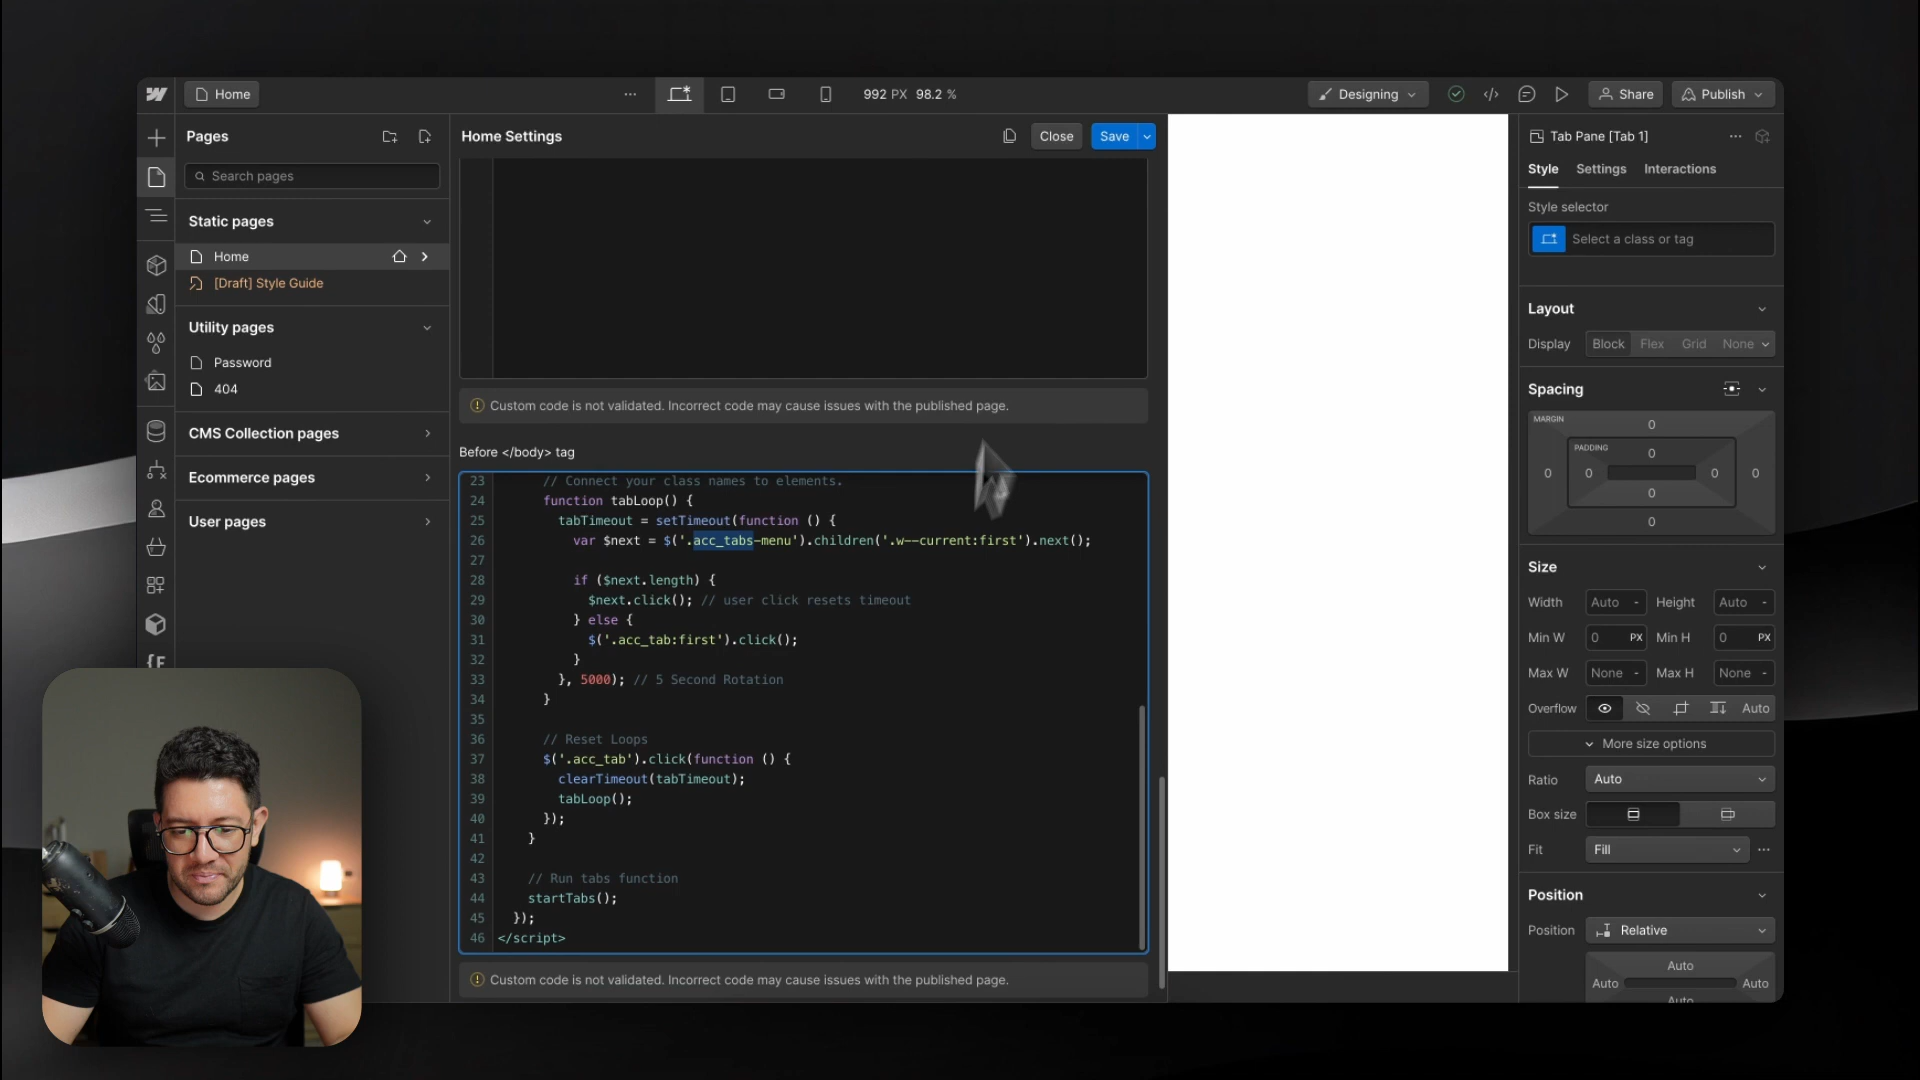 Home
992 PX 98.2 %
Designing
Share
Publish
Pages
Search pages
Static pages
Home
[Draft] Style Guide
Utility pages
Password
404
CMS Collection pages
Ecommerce pages
User pages
Home Settings
Close
Save
Custom code is not validated. Incorrect code may cause issues with the published page.
Before </body> tag
23 // Connect your class names to elements.
24 function tabLoop() {
25 tabTimeout = setTimeout(function () {
26 var $next = $('.acc_tabs-menu').children('.w--current:first').next();
27
28 if ($next.length) {
29 $next.click(); // user click resets timeout
30 } else {
31 $('.acc_tab:first').click();
32 }
33 }, 5000); // 5 Second Rotation
34 }
35
36 // Reset Loops
37 $('.acc_tab').click(function () {
38 clearTimeout(tabTimeout);
39 tabLoop();
40 });
41 }
42
43 // Run tabs function
44 startTabs();
45 });
46 </script>
Custom code is not validated. Incorrect code may cause issues with the published page.
Tab Pane [Tab 1]
Style Settings Interactions
Style selector
Select a class or tag
Layout
Display Block Flex Grid None
Spacing
MARGIN
0
PADDING
0
0 0 0 0
0
0
Size
Width Auto - Height Auto -
Min W 0 PX Min H 0 PX
Max W None - Max H None -
Overflow Auto
More size options
Ratio Auto
Box size
Fit Fill
Position
Position Relative
Auto
Auto Auto
Auto